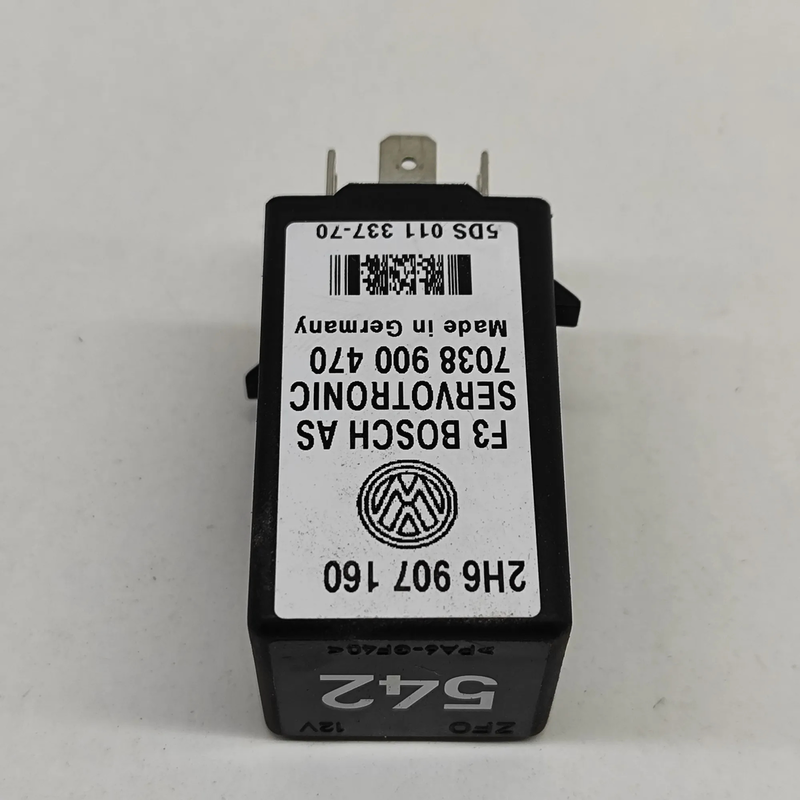 2H6 907 160
F3 BOSCH AS
SERVOTRONIC
7038 900 470
Made in Germany
5DS 011 337-70
ZFO 12V
542
>PA6-GF40<